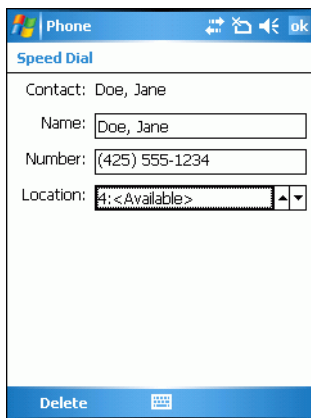 Phone ok
Speed Dial
Contact: Doe, Jane
Name: Doe, Jane
Number: (425) 555-1234
Location: 4:<Available>
Delete